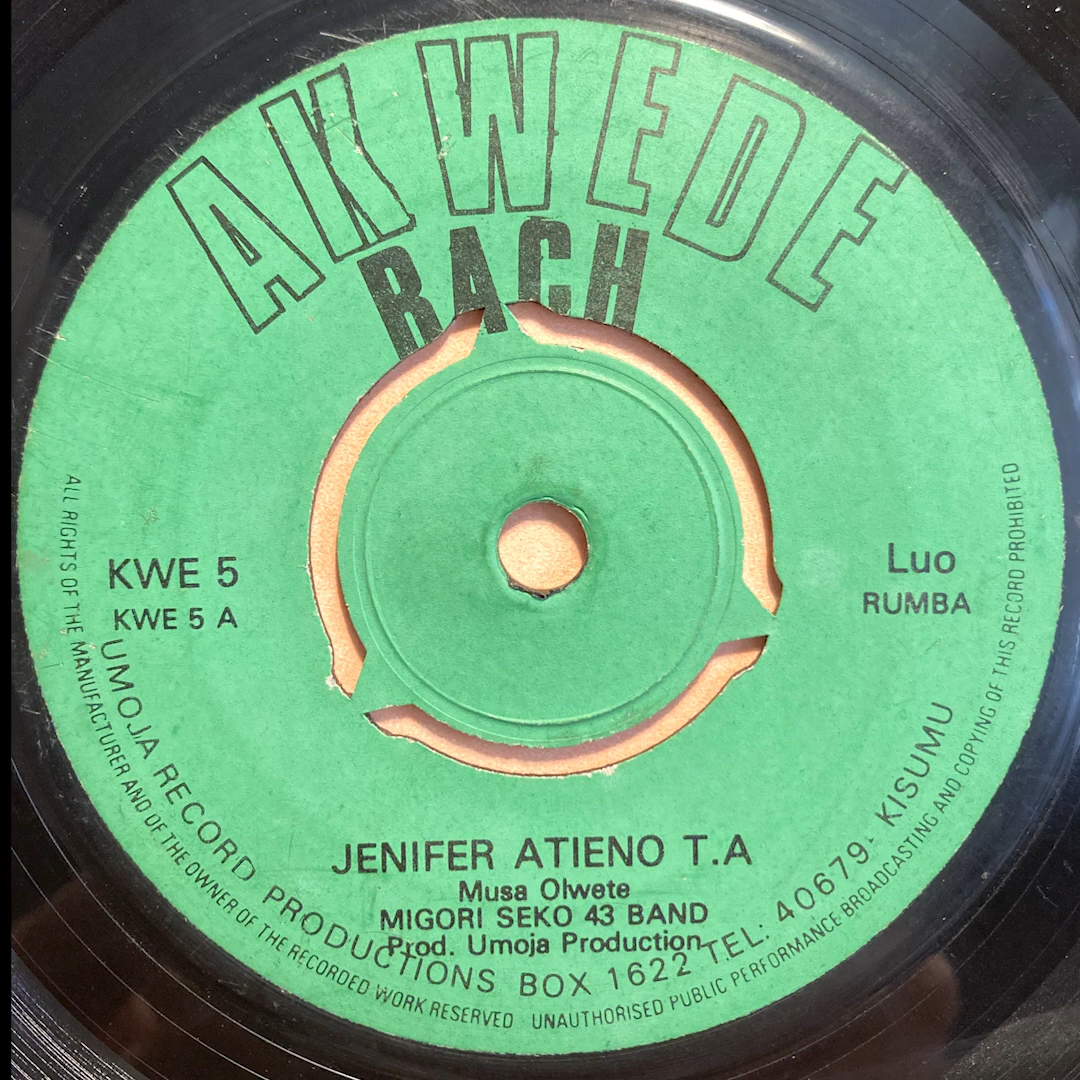 AKWEDE
RACH
KWE 5
KWE 5 A
Luo
RUMBA
JENIFER ATIENO T.A
Musa Olwete
MIGORI SEKO 43 BAND
Prod. Umoja Production
UMOJA RECORD PRODUCTIONS BOX 1622 TEL: 40679- KISUMU
ALL RIGHTS OF THE MANUFACTURER AND OF THE OWNER OF THE RECORDED WORK RESERVED UNAUTHORISED PUBLIC PERFORMANCE BROADCASTING AND COPYING OF THIS RECORD PROHIBITED